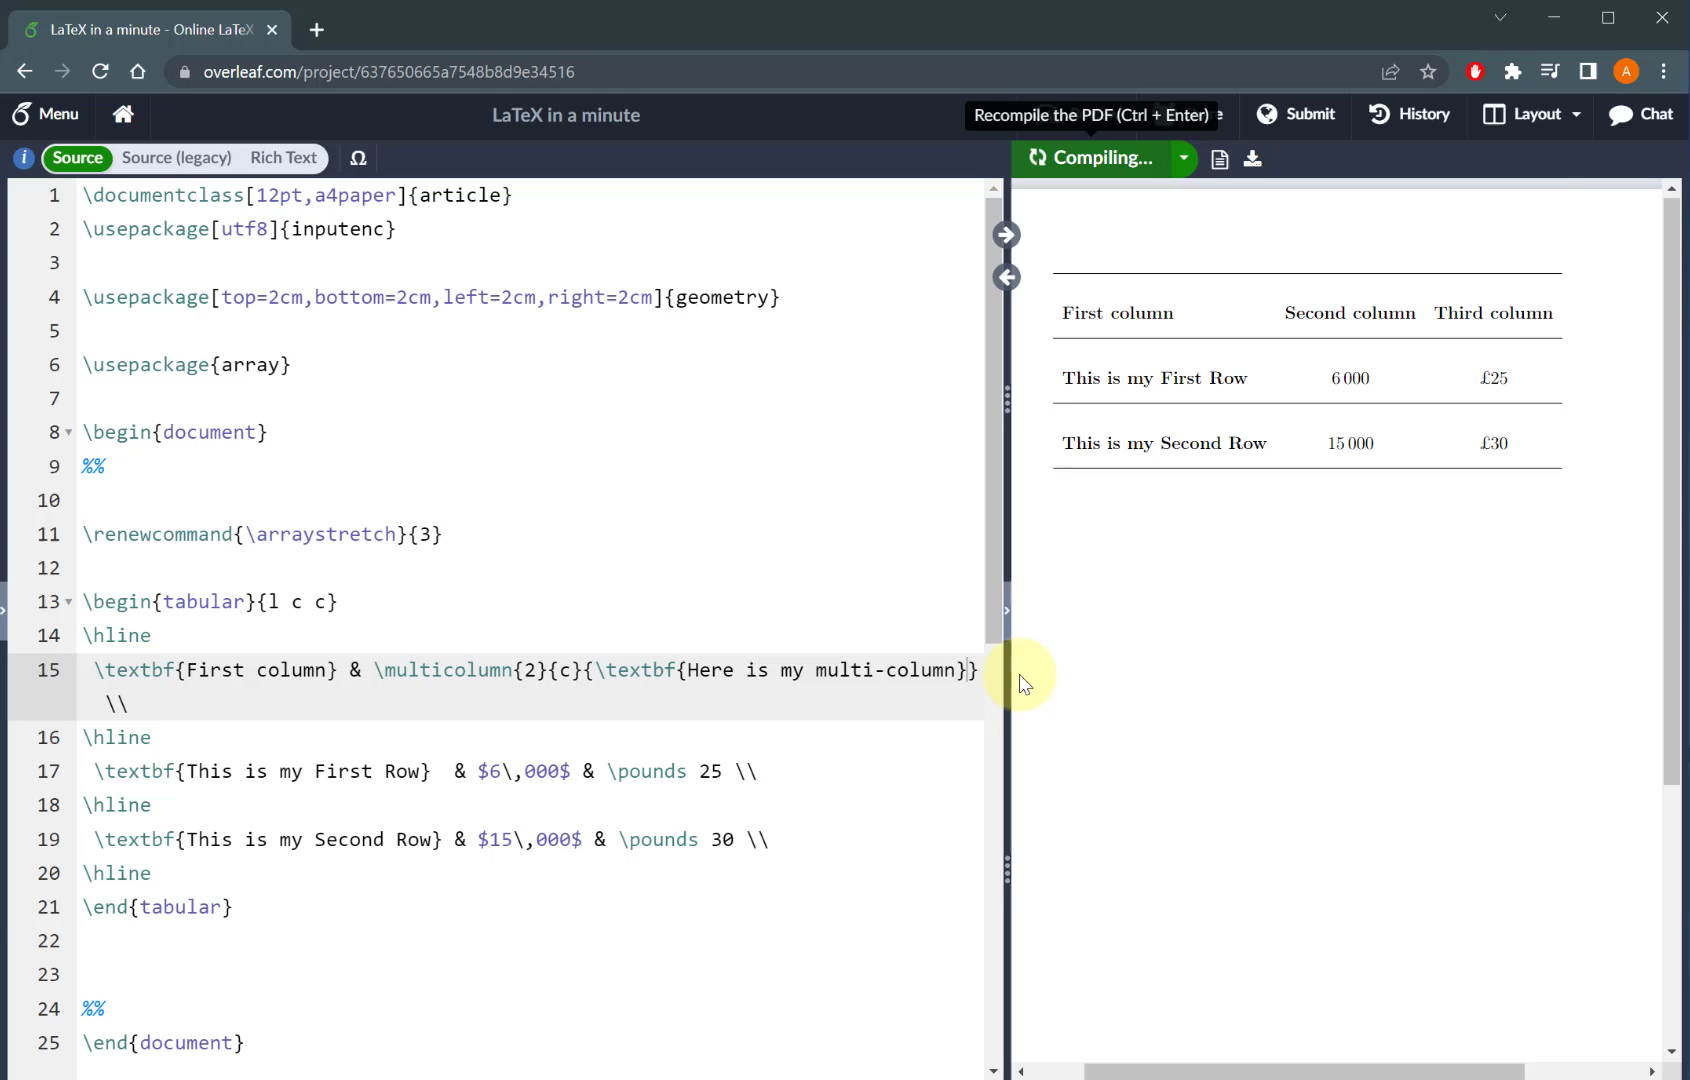 LaTeX in a minute - Online LaTeX
overleaf.com/project/637650665a7548b8d9e34516
A
Menu
LaTeX in a minute
Recompile the PDF (Ctrl + Enter)
Submit
History
Layout
Chat
Source
Source (legacy)
Rich Text
Ω
Compiling...
1 \documentclass[12pt,a4paper]{article}
2 \usepackage[utf8]{inputenc}
3
4 \usepackage[top=2cm,bottom=2cm,left=2cm,right=2cm]{geometry}
5
6 \usepackage{array}
7
8 \begin{document}
9 %%
10
11 \renewcommand{\arraystretch}{3}
12
13 \begin{tabular}{l c c}
14 \hline
15 \textbf{First column} & \multicolumn{2}{c}{\textbf{Here is my multi-column}}
\\
16 \hline
17 \textbf{This is my First Row} & $6\,000$ & \pounds 25 \\
18 \hline
19 \textbf{This is my Second Row} & $15\,000$ & \pounds 30 \\
20 \hline
21 \end{tabular}
22
23
24 %%
25 \end{document}
First column Second column Third column
This is my First Row 6 000 £25
This is my Second Row 15 000 £30